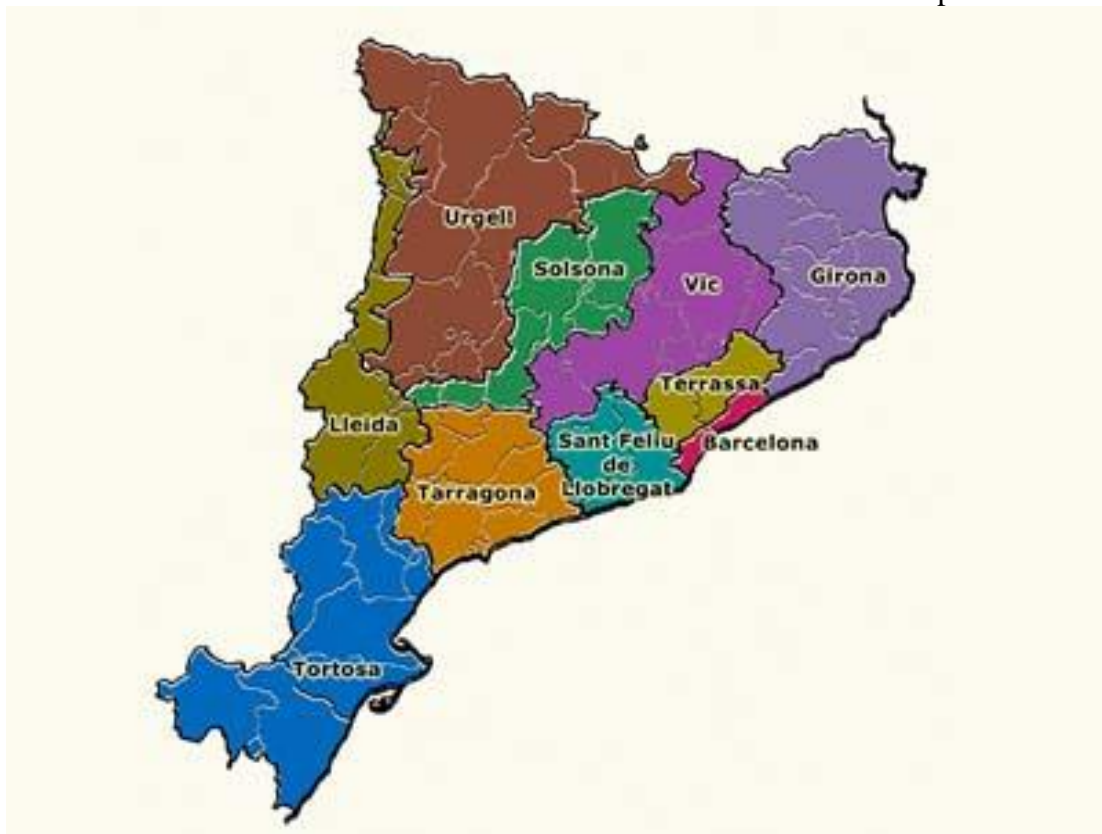 Urgell
Solsona
Vic
Girona
Terrassa
Lleida
Barcelona
Sant Feliu
de
Llobregat
Tarragona
Tortosa